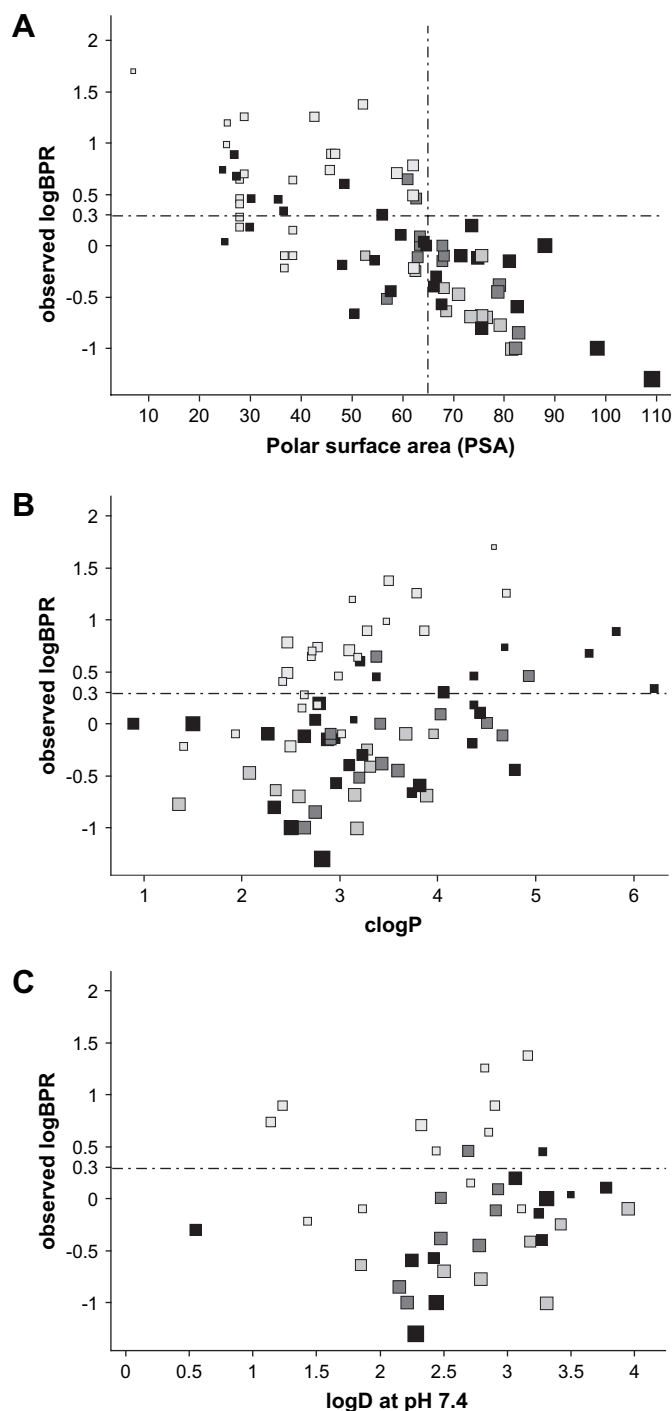 A
2
1.5
1
0.5
0.3
0
-0.5
-1
observed logBPR
10 20 30 40 50 60 70 80 90 100 110
Polar surface area (PSA)
B
2
1.5
1
0.5
0.3
0
-0.5
-1
observed logBPR
1 2 3 4 5 6
clogP
C
2
1.5
1
0.5
0.3
0
-0.5
-1
observed logBPR
0 0.5 1 1.5 2 2.5 3 3.5 4
logD at pH 7.4